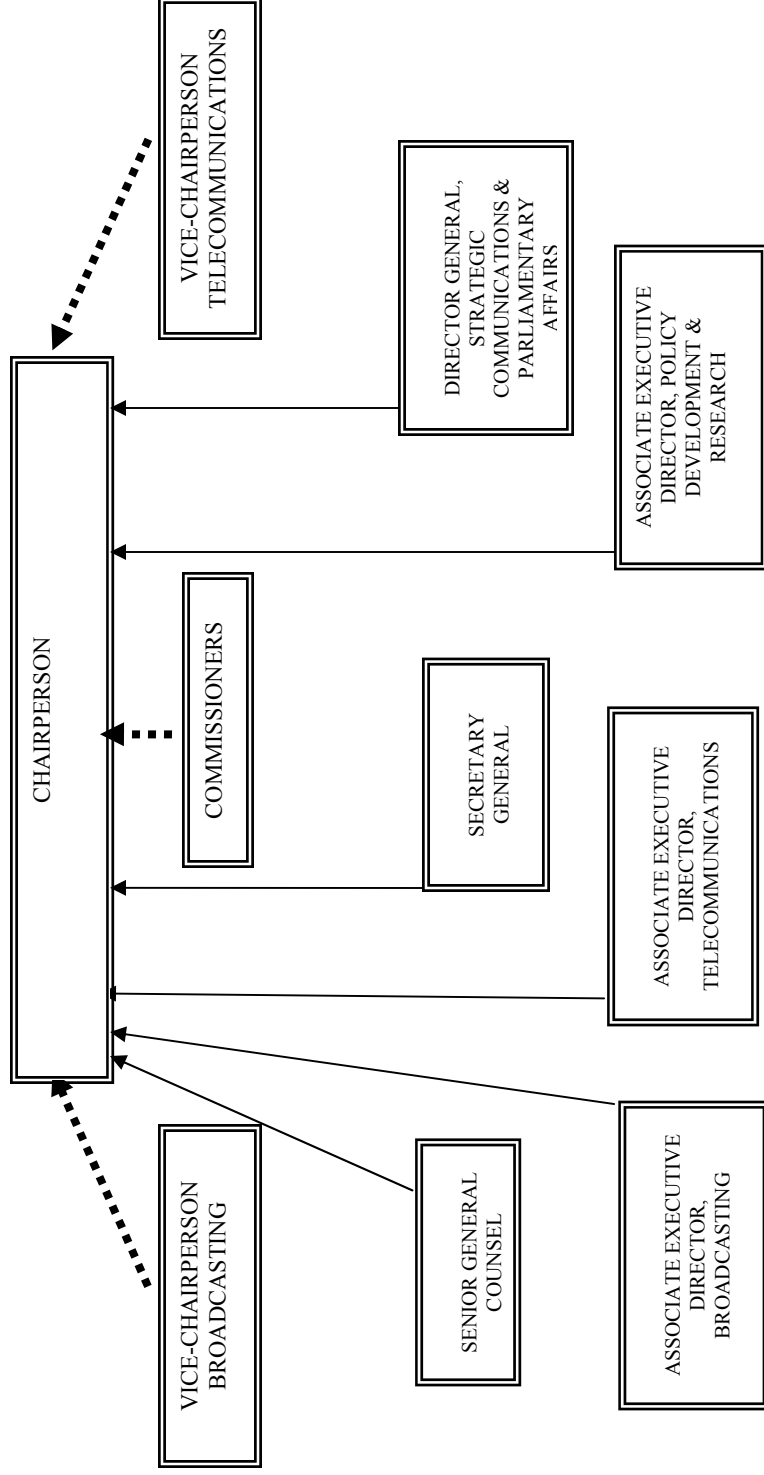 CHAIRPERSON
VICE-CHAIRPERSON
BROADCASTING
COMMISSIONERS
VICE-CHAIRPERSON
TELECOMMUNICATIONS
SENIOR GENERAL
COUNSEL
SECRETARY
GENERAL
DIRECTOR GENERAL,
STRATEGIC
COMMUNICATIONS &
PARLIAMENTARY
AFFAIRS
ASSOCIATE EXECUTIVE
DIRECTOR,
BROADCASTING
ASSOCIATE EXECUTIVE
DIRECTOR,
TELECOMMUNICATIONS
ASSOCIATE EXECUTIVE
DIRECTOR, POLICY
DEVELOPMENT &
RESEARCH